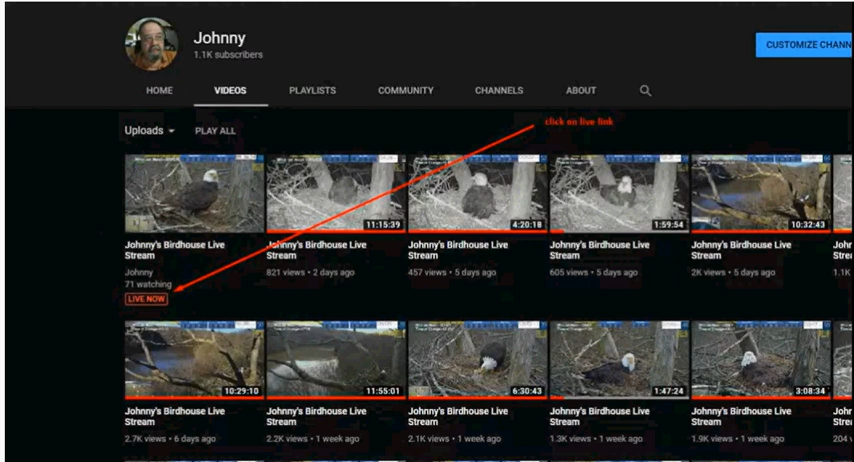 Johnny
1.1K subscribers
CUSTOMIZE CHANN
HOME VIDEOS PLAYLISTS COMMUNITY CHANNELS ABOUT
click on live link
Uploads PLAY ALL
11:15:39 4:20:18 1:59:54 10:32:43
Johnny's Birdhouse Live Johnny's Birdhouse Live Johnny's Birdhouse Live Johnny's Birdhouse Live Johnny's Birdhouse Live Johr
Stream Stream Stream Stream Stream Stre
Johnny 821 views • 2 days ago 457 views • 5 days ago 605 views • 5 days ago 2K views • 5 days ago 1.1K
71 watching
LIVE NOW
10:29:10 11:55:01 6:30:43 1:47:24 3:08:34
Johnny's Birdhouse Live Johnny's Birdhouse Live Johnny's Birdhouse Live Johnny's Birdhouse Live Johnny's Birdhouse Live Johr
Stream Stream Stream Stream Stream Stre
2.7K views • 6 days ago 2.2K views • 1 week ago 2.1K views • 1 week ago 1.3K views • 1 week ago 1.9K views • 1 week ago 204 v